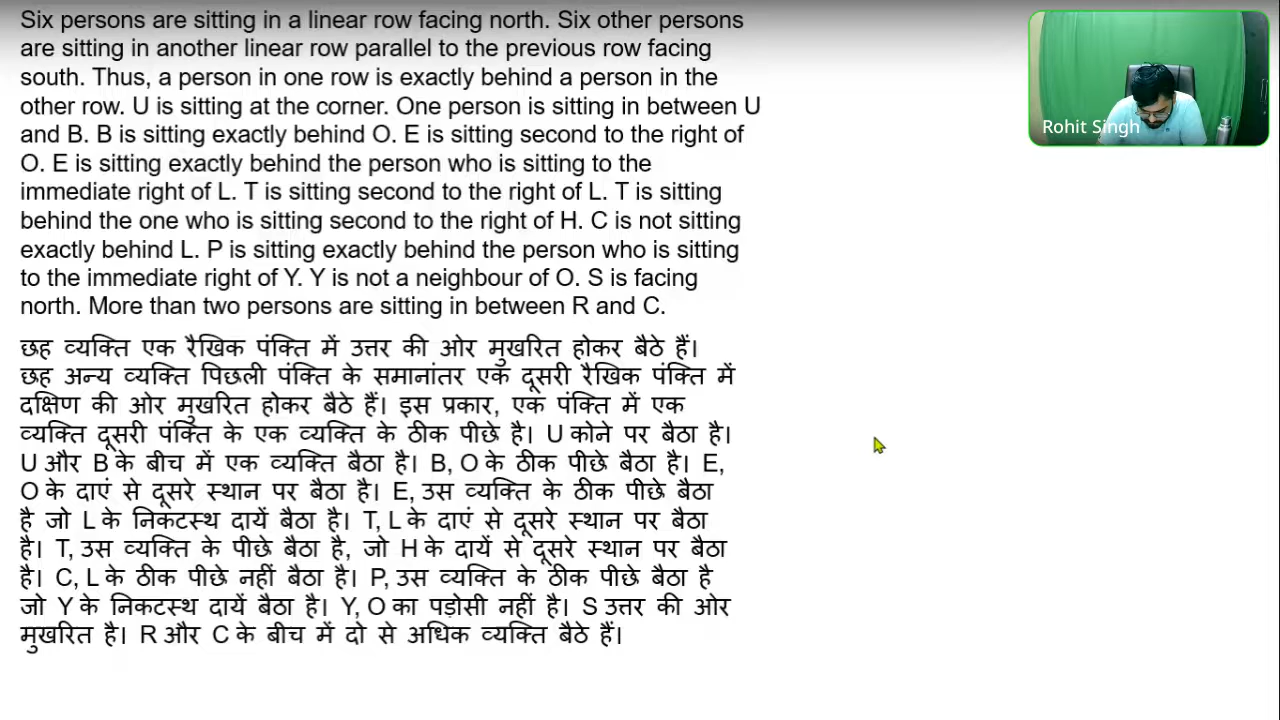 Six persons are sitting in a linear row facing north. Six other persons
are sitting in another linear row parallel to the previous row facing
south. Thus, a person in one row is exactly behind a person in the
other row. U is sitting at the corner. One person is sitting in between U
and B. B is sitting exactly behind O. E is sitting second to the right of
O. E is sitting exactly behind the person who is sitting to the
immediate right of L. T is sitting second to the right of L. T is sitting
behind the one who is sitting second to the right of H. C is not sitting
exactly behind L. P is sitting exactly behind the person who is sitting
to the immediate right of Y. Y is not a neighbour of O. S is facing
north. More than two persons are sitting in between R and C.
छह व्यक्ति एक रैखिक पंक्ति में उत्तर की ओर मुखरित होकर बैठे हैं।
छह अन्य व्यक्ति पिछली पंक्ति के समानांतर एक दूसरी रैखिक पंक्ति में
दक्षिण की ओर मुखरित होकर बैठे हैं। इस प्रकार, एक पंक्ति में एक
व्यक्ति दूसरी पंक्ति के एक व्यक्ति के ठीक पीछे है। U कोने पर बैठा है।
U और B के बीच में एक व्यक्ति बैठा है। B, O के ठीक पीछे बैठा है। E,
O के दाएं से दूसरे स्थान पर बैठा है। E, उस व्यक्ति के ठीक पीछे बैठा
है जो L के निकटस्थ दायें बैठा है। T, L के दाएं से दूसरे स्थान पर बैठा
है। T, उस व्यक्ति के पीछे बैठा है, जो H के दायें से दूसरे स्थान पर बैठा
है। C, L के ठीक पीछे नहीं बैठा है। P, उस व्यक्ति के ठीक पीछे बैठा है
जो Y के निकटस्थ दायें बैठा है। Y, O का पड़ोसी नहीं है। S उत्तर की ओर
मुखरित है। R और C के बीच में दो से अधिक व्यक्ति बैठे हैं।
Rohit Singh